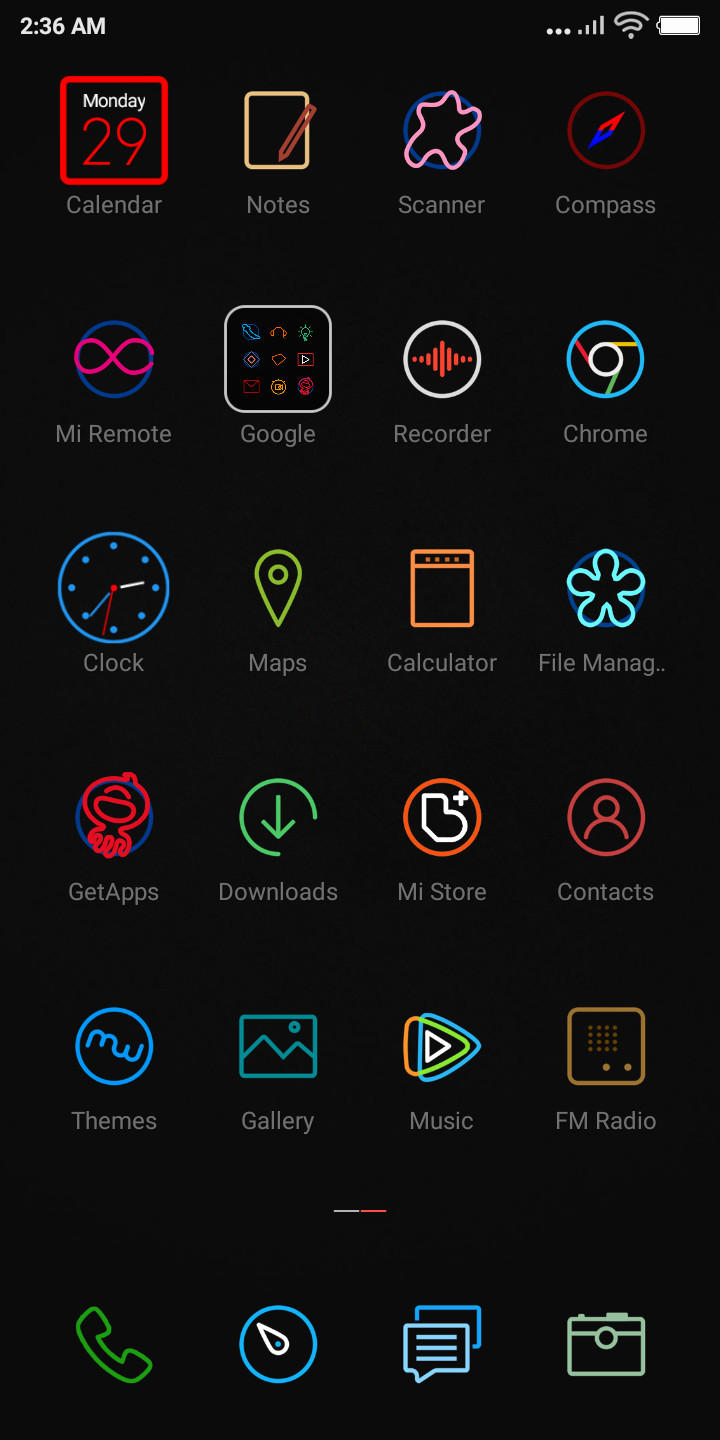 2:36 AM
Monday
29
Calendar
Notes
Scanner
Compass
Mi Remote
Google
Recorder
Chrome
Clock
Maps
Calculator
File Manag..
GetApps
Downloads
Mi Store
Contacts
Themes
Gallery
Music
FM Radio